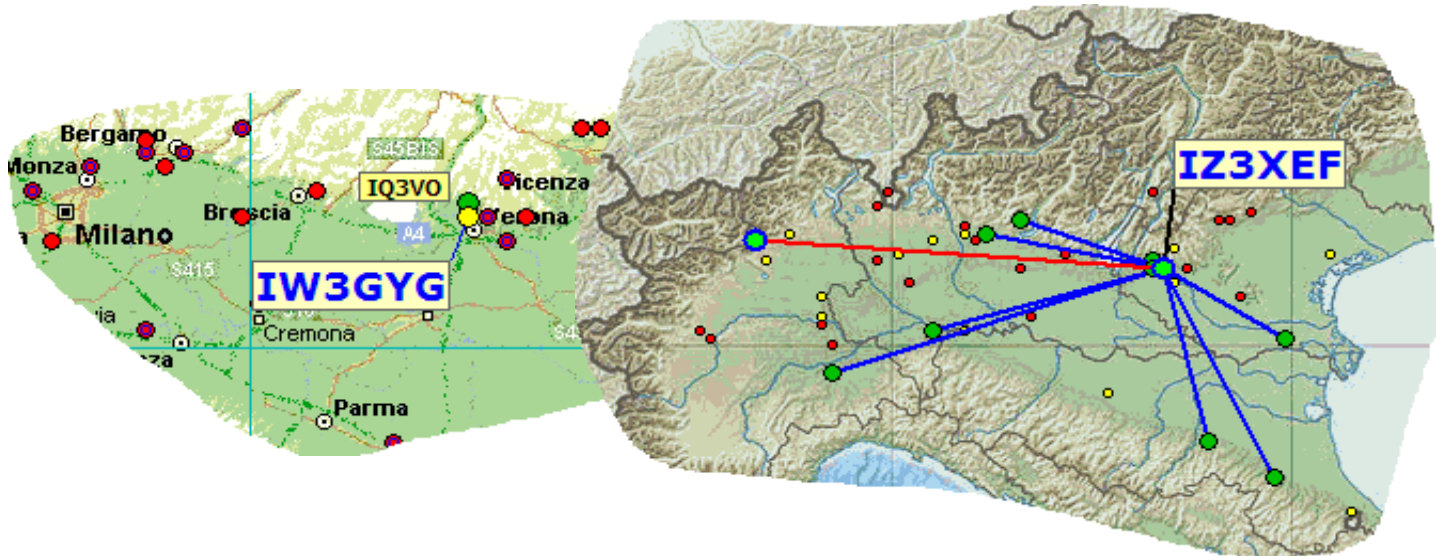 Bergamo
S45BIS
Monza
IQ3VO
Vicenza
IZ3XEF
Brescia
Verona
Milano
A4
S415
IW3GYG
Cremona
Parma